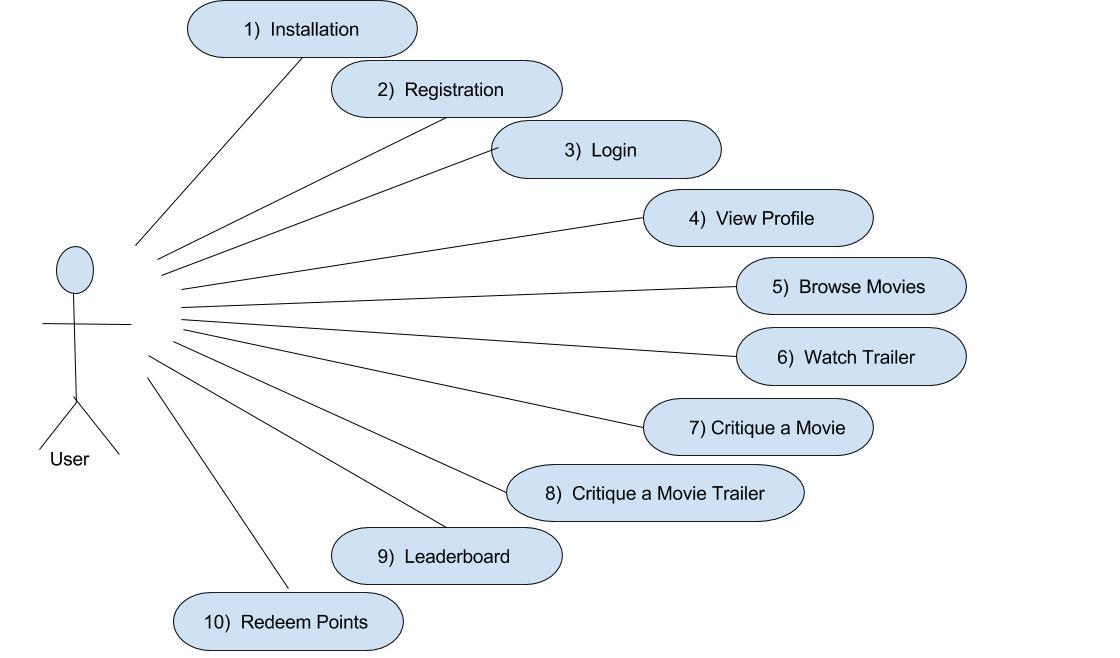 1) Installation
2) Registration
3) Login
4) View Profile
5) Browse Movies
6) Watch Trailer
7) Critique a Movie
User
8) Critique a Movie Trailer
9) Leaderboard
10) Redeem Points